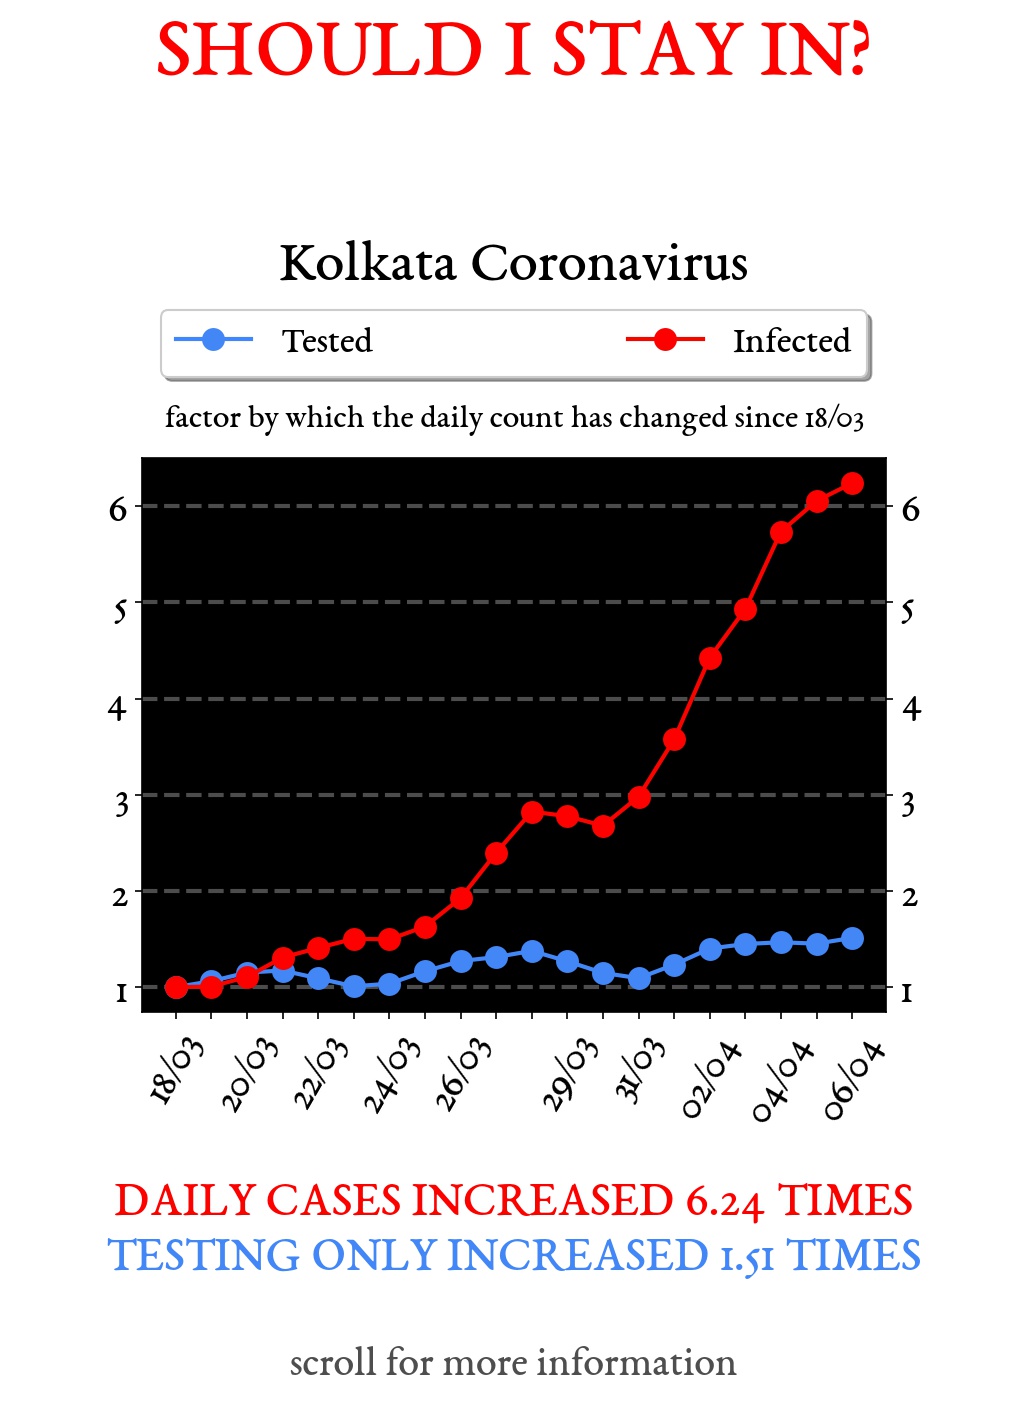 SHOULD I STAY IN?
Kolkata Coronavirus
Tested Infected
factor by which the daily count has changed since 18/03
6 6
5 5
4 4
3 3
2 2
1 1
18/03 20/03 22/03 24/03 26/03 29/03 31/03 02/04 04/04 06/04
DAILY CASES INCREASED 6.24 TIMES
TESTING ONLY INCREASED 1.51 TIMES
scroll for more information